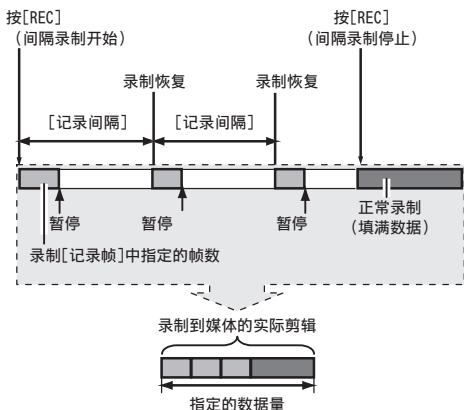 按[REC]
(间隔录制开始)
按[REC]
(间隔录制停止)
录制恢复
录制恢复
[记录间隔]
[记录间隔]
暂停
暂停
暂停
正常录制
(填满数据)
录制[记录帧]中指定的帧数
录制到媒体的实际剪辑
指定的数据量